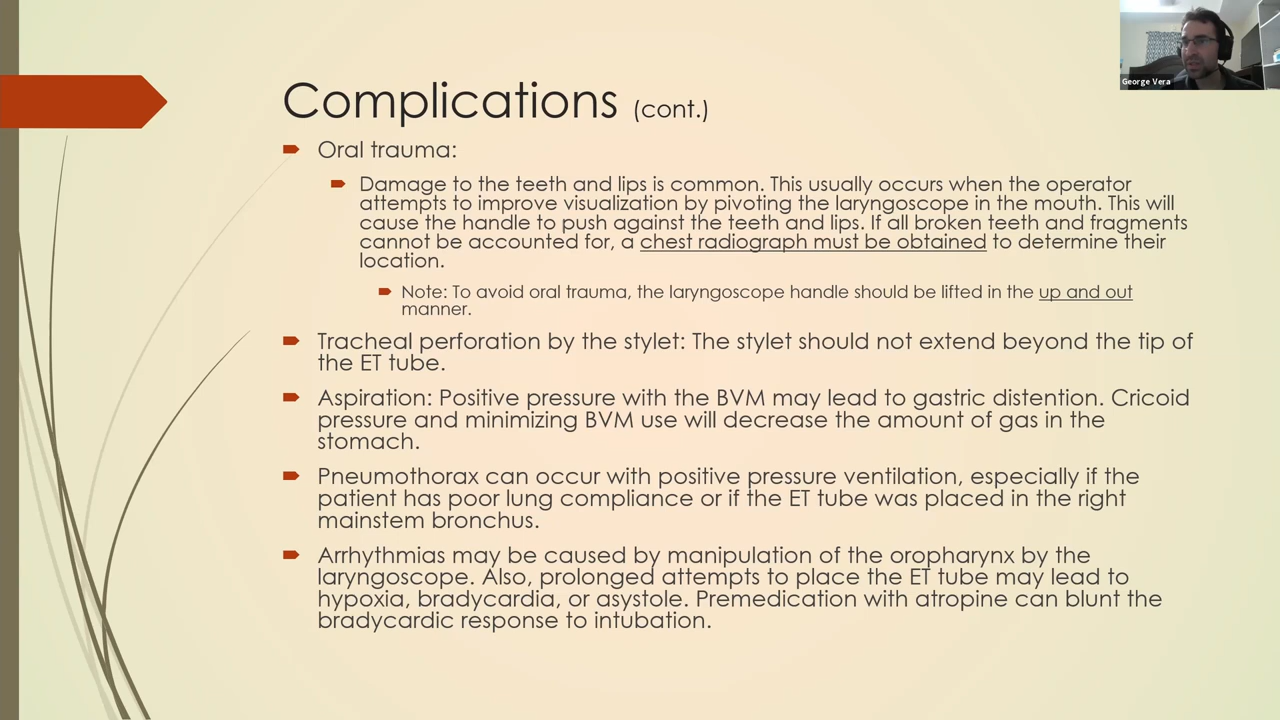 George Vera
Complications (cont.)
Oral trauma:
Damage to the teeth and lips is common. This usually occurs when the operator
attempts to improve visualization by pivoting the laryngoscope in the mouth. This will
cause the handle to push against the teeth and lips. If all broken teeth and fragments
cannot be accounted for, a chest radiograph must be obtained to determine their
location.
Note: To avoid oral trauma, the laryngoscope handle should be lifted in the up and out
manner.
Tracheal perforation by the stylet: The stylet should not extend beyond the tip of
the ET tube.
Aspiration: Positive pressure with the BVM may lead to gastric distention. Cricoid
pressure and minimizing BVM use will decrease the amount of gas in the
stomach.
Pneumothorax can occur with positive pressure ventilation, especially if the
patient has poor lung compliance or if the ET tube was placed in the right
mainstem bronchus.
Arrhythmias may be caused by manipulation of the oropharynx by the
laryngoscope. Also, prolonged attempts to place the ET tube may lead to
hypoxia, bradycardia, or asystole. Premedication with atropine can blunt the
bradycardic response to intubation.